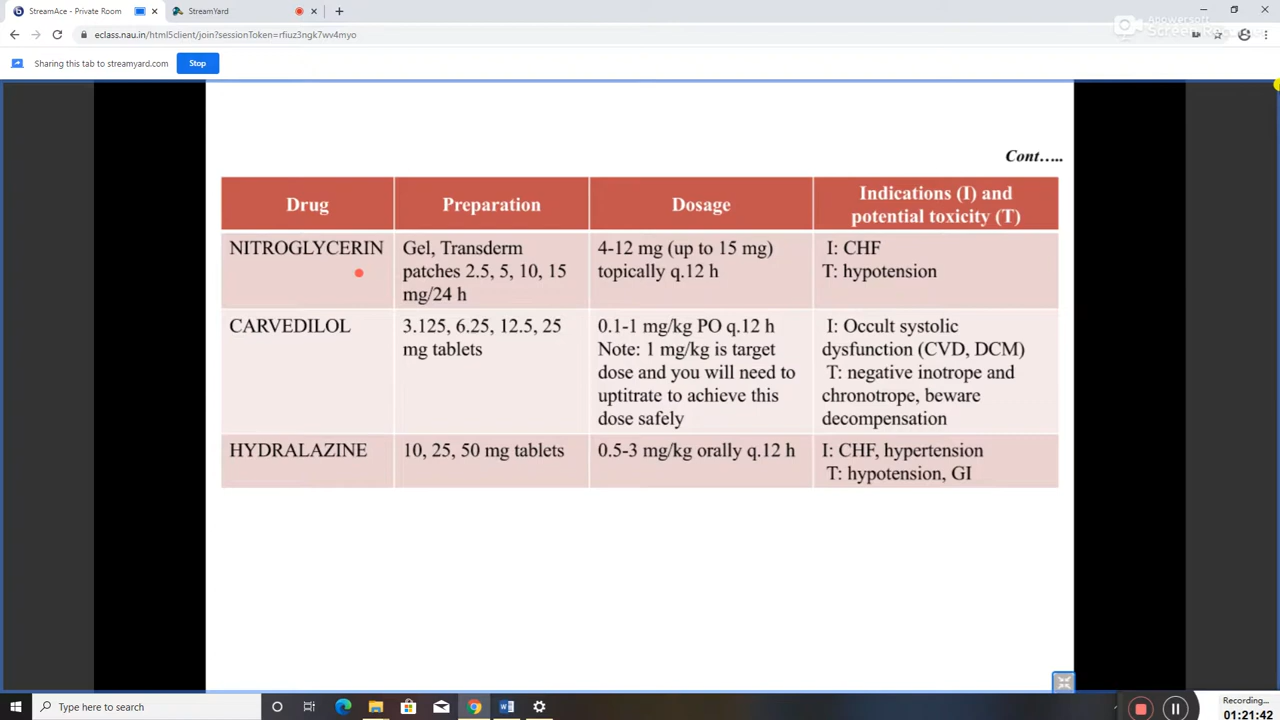 StreamAce - Private Room
StreamYard
eclass.nau.in/html5client/join?sessionToken=rfiuz3ngk7wv4myo
Sharing this tab to streamyard.com
Stop
Cont…..
Drug
Preparation
Dosage
Indications (I) and
potential toxicity (T)
NITROGLYCERIN
Gel, Transderm
patches 2.5, 5, 10, 15
mg/24 h
4-12 mg (up to 15 mg)
topically q.12 h
I: CHF
T: hypotension
CARVEDILOL
3.125, 6.25, 12.5, 25
mg tablets
0.1-1 mg/kg PO q.12 h
Note: 1 mg/kg is target
dose and you will need to
uptitrate to achieve this
dose safely
I: Occult systolic
dysfunction (CVD, DCM)
T: negative inotrope and
chronotrope, beware
decompensation
HYDRALAZINE
10, 25, 50 mg tablets
0.5-3 mg/kg orally q.12 h
I: CHF, hypertension
T: hypotension, GI
Type here to search
Recording...
01:21:42